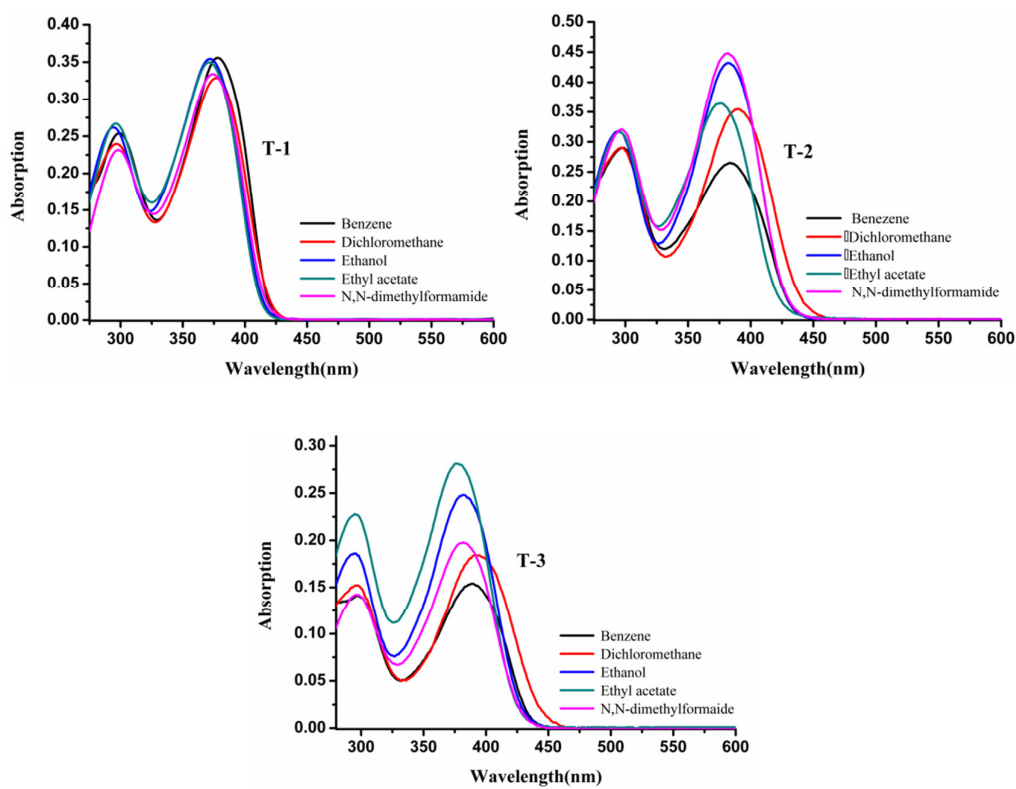 0.40
0.35
0.30
0.25
0.20
0.15
0.10
0.05
0.00
Absorption
T-1
Benzene
Dichloromethane
Ethanol
Ethyl acetate
N,N-dimethylformamide
300
350
400
450
500
550
600
Wavelength(nm)
0.50
0.45
0.40
0.35
0.30
0.25
0.20
0.15
0.10
0.05
0.00
Absorption
T-2
Benezene
▯Dichloromethane
▯Ethanol
▯Ethyl acetate
N,N-dimethylformamide
300
350
400
450
500
550
600
Wavelength(nm)
0.30
0.25
0.20
0.15
0.10
0.05
0.00
Absorption
T-3
Benzene
Dichloromethane
Ethanol
Ethyl acetate
N,N-dimethylformaide
300
350
400
450
500
550
600
Wavelength(nm)